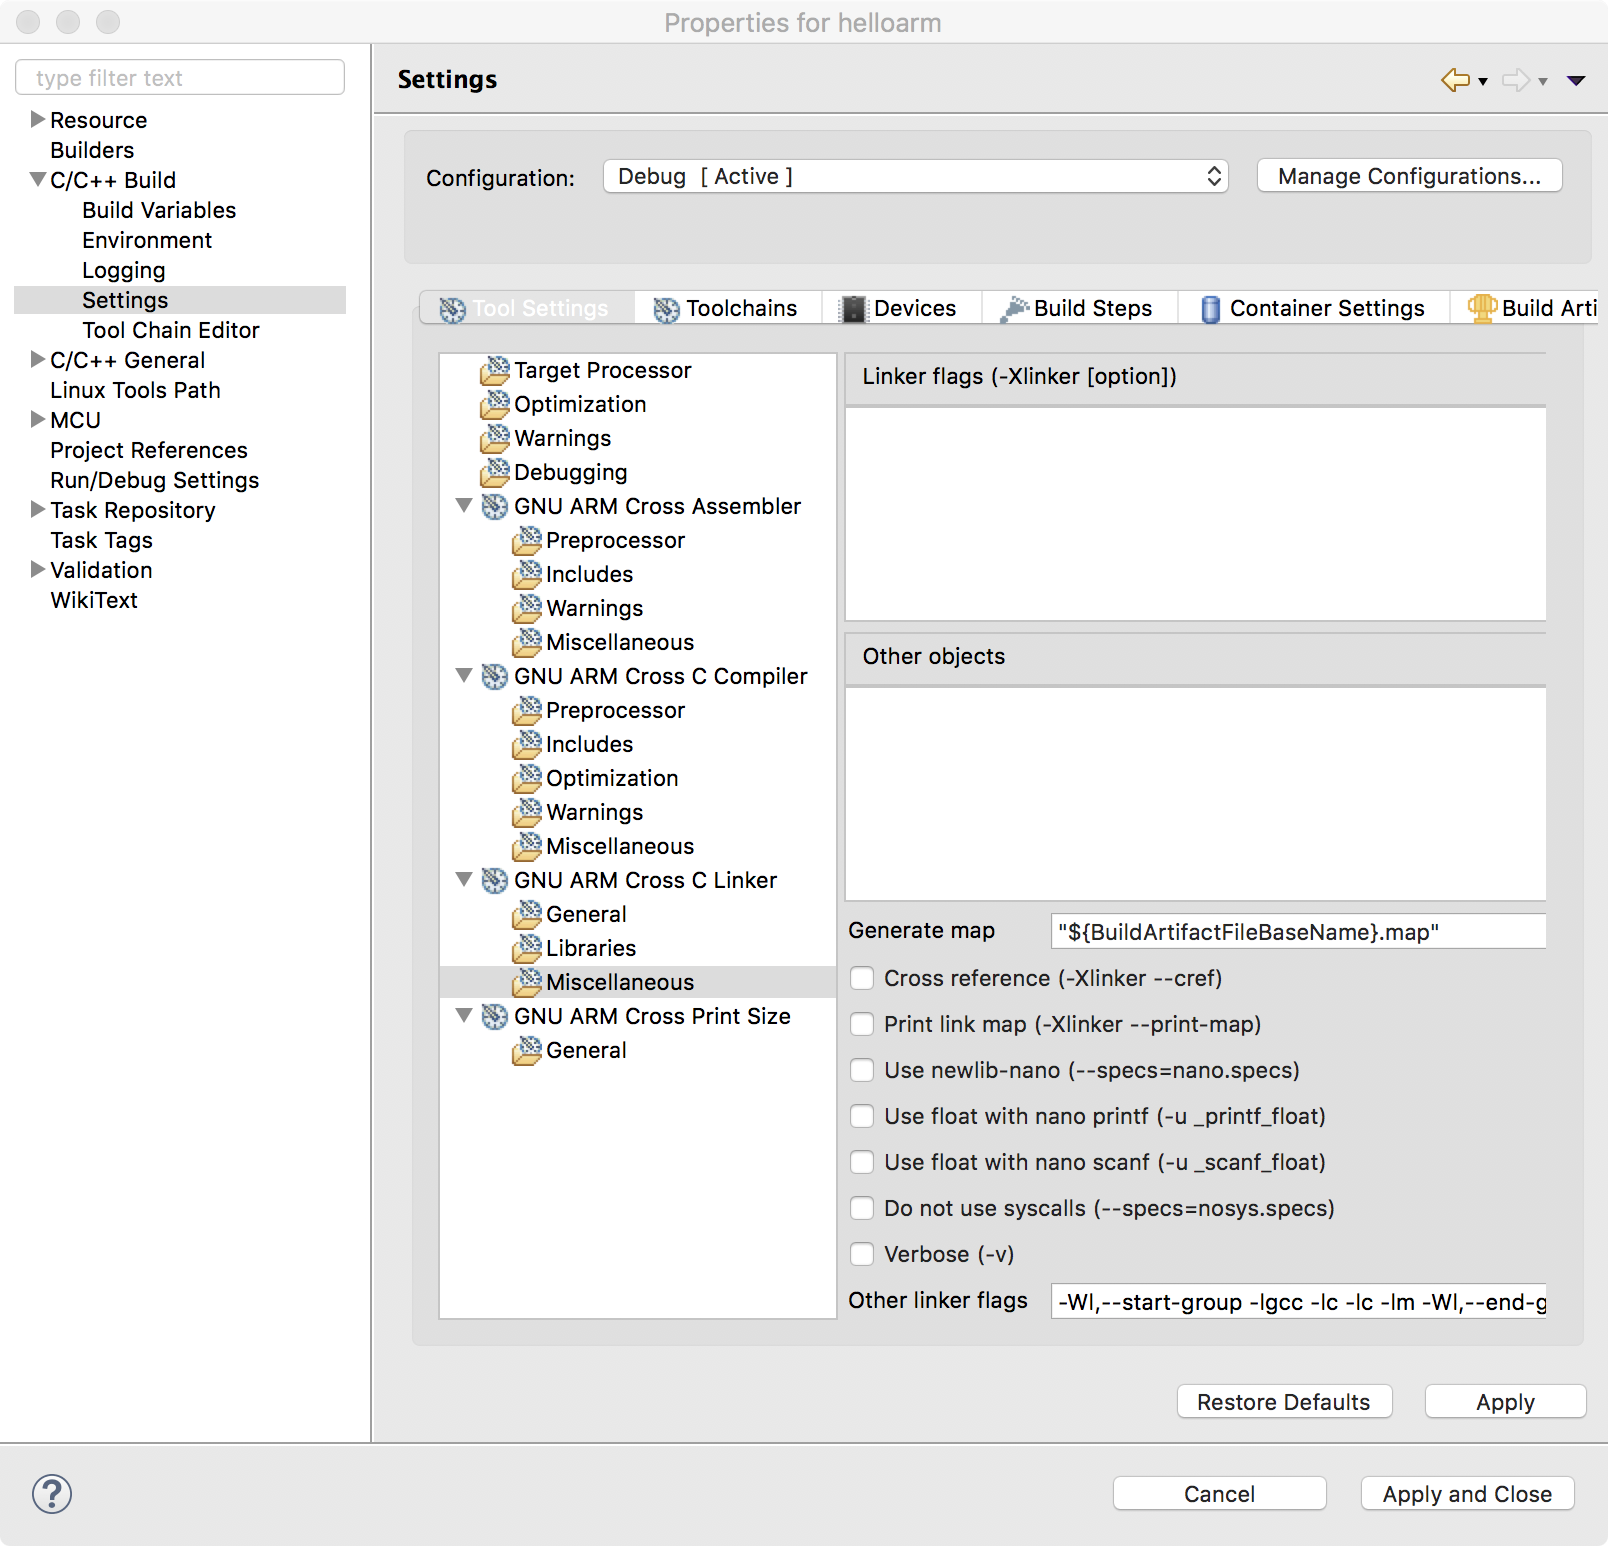 Properties for helloarm
type filter text
Resource
Builders
C/C++ Build
Build Variables
Environment
Logging
Settings
Tool Chain Editor
C/C++ General
Linux Tools Path
MCU
Project References
Run/Debug Settings
Task Repository
Task Tags
Validation
WikiText
Settings
Configuration:
Debug [ Active ]
Manage Configurations...
Tool Settings
Toolchains
Devices
Build Steps
Container Settings
Build Arti
Target Processor
Optimization
Warnings
Debugging
GNU ARM Cross Assembler
Preprocessor
Includes
Warnings
Miscellaneous
GNU ARM Cross C Compiler
Preprocessor
Includes
Optimization
Warnings
Miscellaneous
GNU ARM Cross C Linker
General
Libraries
Miscellaneous
GNU ARM Cross Print Size
General
Linker flags (-Xlinker [option])
Other objects
Generate map
"${BuildArtifactFileBaseName}.map"
Cross reference (-Xlinker --cref)
Print link map (-Xlinker --print-map)
Use newlib-nano (--specs=nano.specs)
Use float with nano printf (-u _printf_float)
Use float with nano scanf (-u _scanf_float)
Do not use syscalls (--specs=nosys.specs)
Verbose (-v)
Other linker flags
-Wl,--start-group -lgcc -lc -lc -lm -Wl,--end-g
Restore Defaults
Apply
?
Cancel
Apply and Close